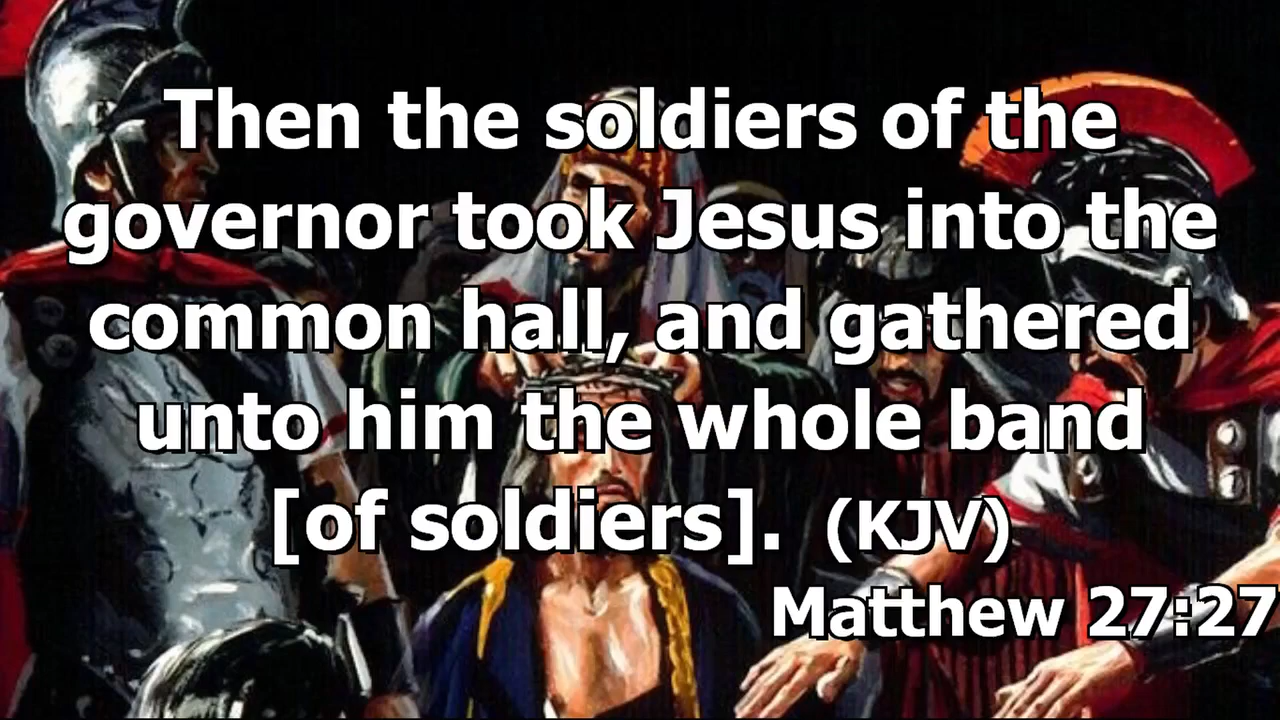 Then the soldiers of the
governor took Jesus into the
common hall, and gathered
unto him the whole band
[of soldiers]. (KJV)
Matthew 27:27